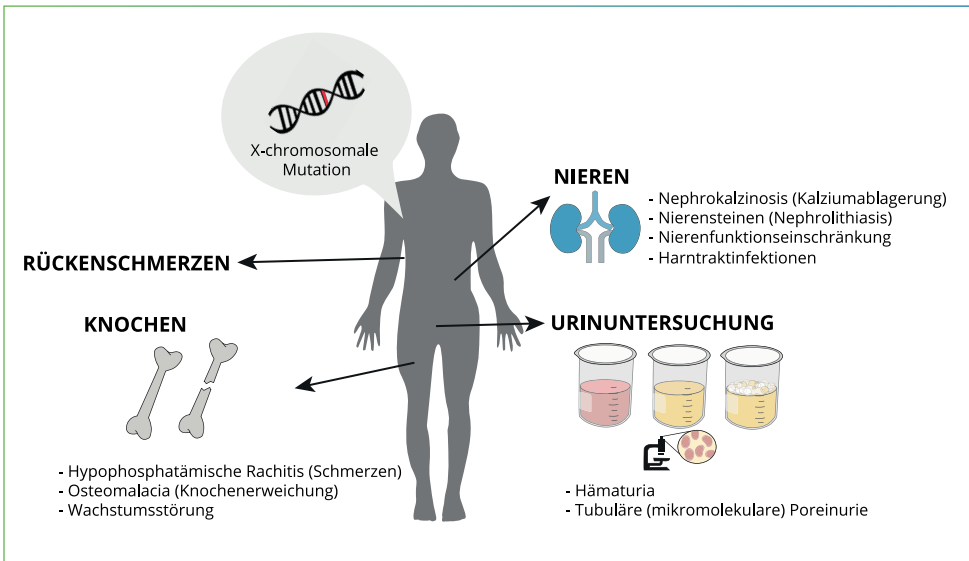 X-chromosomale
Mutation
NIEREN
- Nephrokalzinosis (Kalziumablagerung)
- Nierensteinen (Nephrolithiasis)
- Nierenfunktionseinschränkung
- Harntraktinfektionen
RÜCKENSCHMERZEN
KNOCHEN
- Hypophosphatämische Rachitis (Schmerzen)
- Osteomalacia (Knochenerweichung)
- Wachstumsstörung
URINUNTERSUCHUNG
- Hämaturia
- Tubuläre (mikromolekulare) Poreinurie